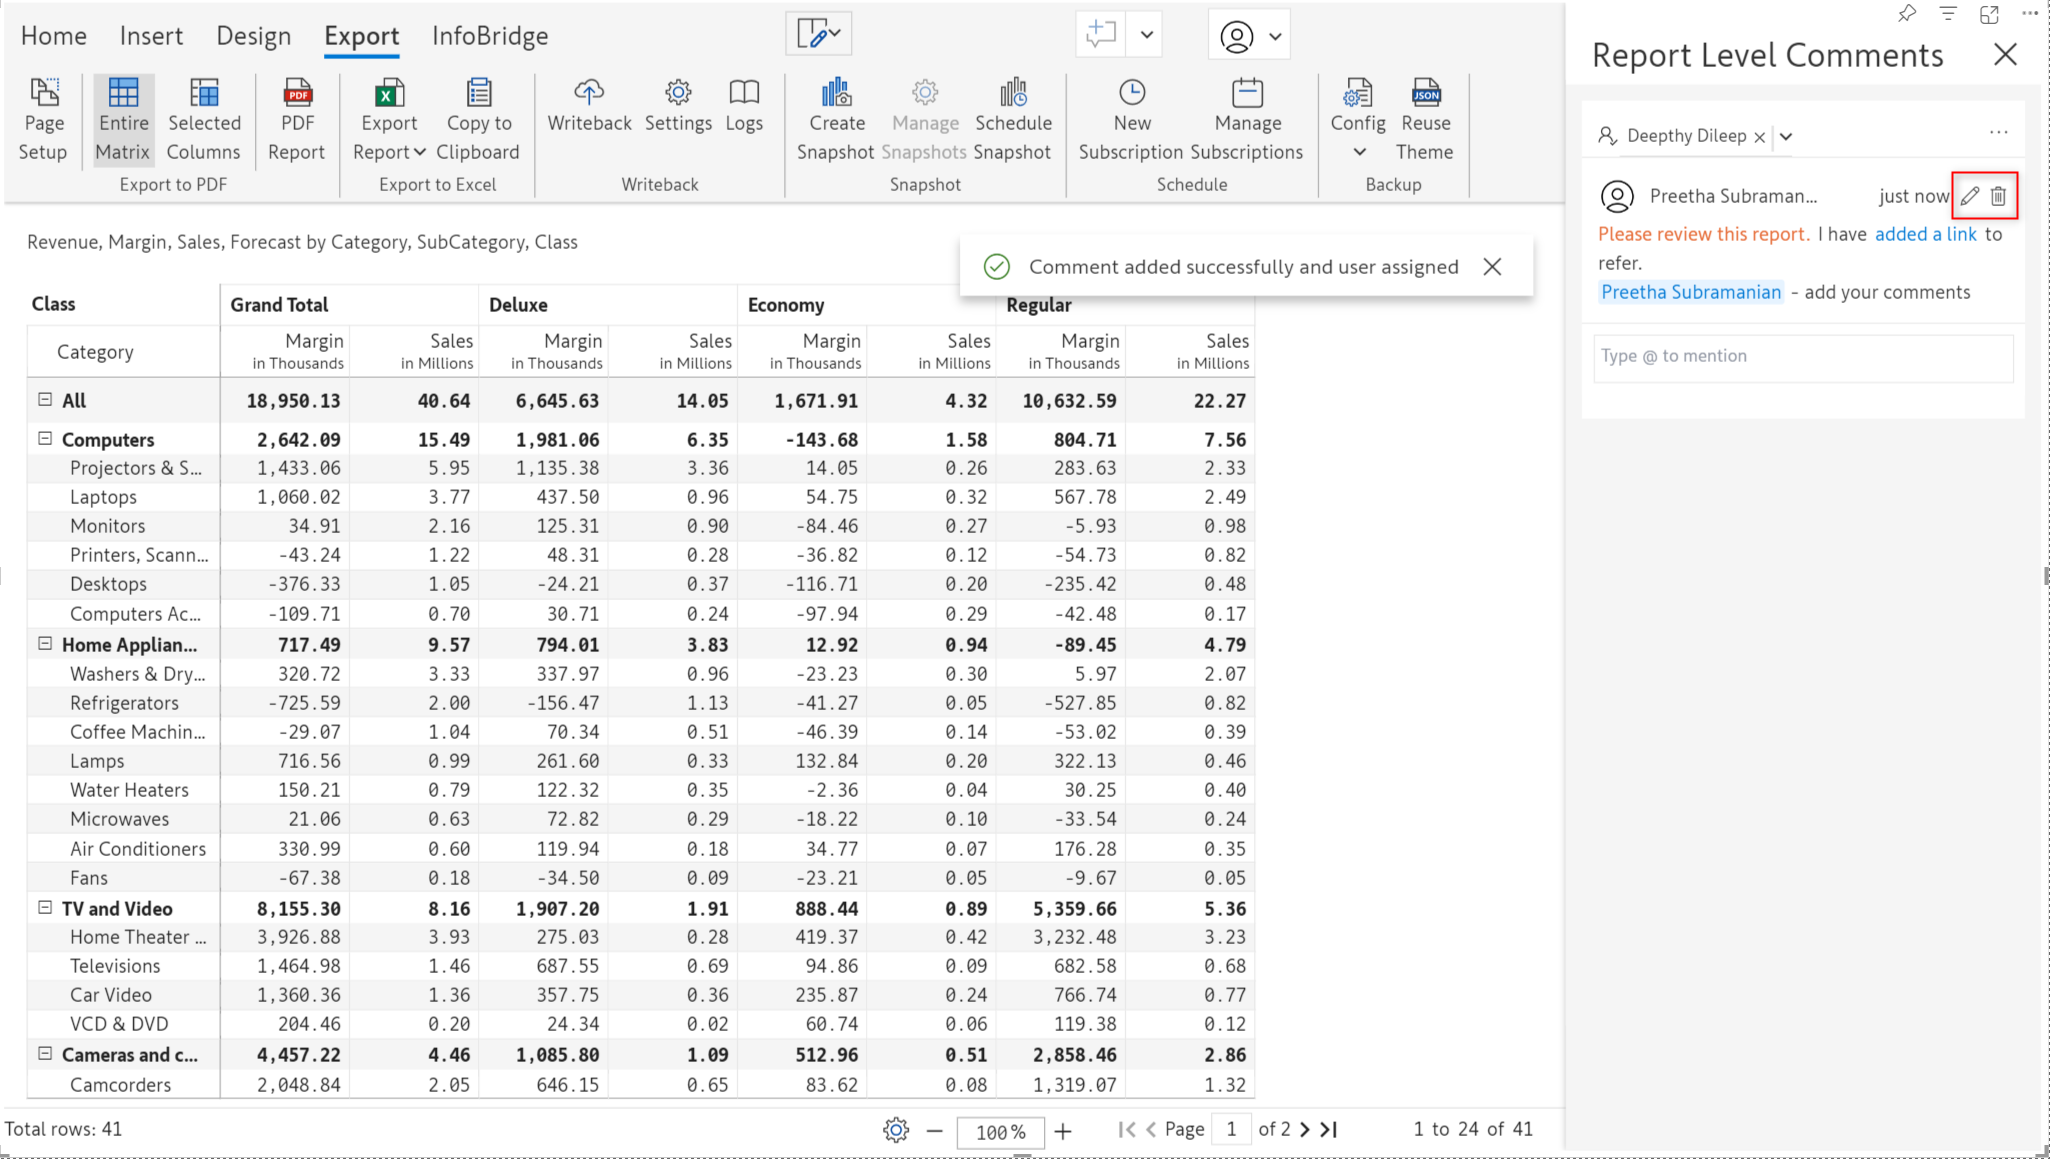 Home Insert Design Export InfoBridge
Page Setup
Entire Matrix
Selected Columns
Export to PDF
PDF Report
Export Report
Copy to Clipboard
Export to Excel
Writeback Settings Logs
Writeback
Create Snapshot
Manage Snapshots
Schedule Snapshot
Snapshot
New Subscription
Manage Subscriptions
Schedule
Config
JSON
Reuse Theme
Backup
Revenue, Margin, Sales, Forecast by Category, SubCategory, Class
Comment added successfully and user assigned
Class Grand Total Deluxe Economy Regular
Category Margin in Thousands Sales in Millions Margin in Thousands Sales in Millions Margin in Thousands Sales in Millions Margin in Thousands Sales in Millions
All 18,950.13 40.64 6,645.63 14.05 1,671.91 4.32 10,632.59 22.27
Computers 2,642.09 15.49 1,981.06 6.35 -143.68 1.58 804.71 7.56
Projectors & S... 1,433.06 5.95 1,135.38 3.36 14.05 0.26 283.63 2.33
Laptops 1,060.02 3.77 437.50 0.96 54.75 0.32 567.78 2.49
Monitors 34.91 2.16 125.31 0.90 -84.46 0.27 -5.93 0.98
Printers, Scann... -43.24 1.22 48.31 0.28 -36.82 0.12 -54.73 0.82
Desktops -376.33 1.05 -24.21 0.37 -116.71 0.20 -235.42 0.48
Computers Ac... -109.71 0.70 30.71 0.24 -97.94 0.29 -42.48 0.17
Home Applian... 717.49 9.57 794.01 3.83 12.92 0.94 -89.45 4.79
Washers & Dry... 320.72 3.33 337.97 0.96 -23.23 0.30 5.97 2.07
Refrigerators -725.59 2.00 -156.47 1.13 -41.27 0.05 -527.85 0.82
Coffee Machin... -29.07 1.04 70.34 0.51 -46.39 0.14 -53.02 0.39
Lamps 716.56 0.99 261.60 0.33 132.84 0.20 322.13 0.46
Water Heaters 150.21 0.79 122.32 0.35 -2.36 0.04 30.25 0.40
Microwaves 21.06 0.63 72.82 0.29 -18.22 0.10 -33.54 0.24
Air Conditioners 330.99 0.60 119.94 0.18 34.77 0.07 176.28 0.35
Fans -67.38 0.18 -34.50 0.09 -23.21 0.05 -9.67 0.05
TV and Video 8,155.30 8.16 1,907.20 1.91 888.44 0.89 5,359.66 5.36
Home Theater ... 3,926.88 3.93 275.03 0.28 419.37 0.42 3,232.48 3.23
Televisions 1,464.98 1.46 687.55 0.69 94.86 0.09 682.58 0.68
Car Video 1,360.36 1.36 357.75 0.36 235.87 0.24 766.74 0.77
VCD & DVD 204.46 0.20 24.34 0.02 60.74 0.06 119.38 0.12
Cameras and c... 4,457.22 4.46 1,085.80 1.09 512.96 0.51 2,858.46 2.86
Camcorders 2,048.84 2.05 646.15 0.65 83.62 0.08 1,319.07 1.32
Total rows: 41 100% Page 1 of 2 1 to 24 of 41
Report Level Comments
Deepthy Dileep
Preetha Subraman... just now
Please review this report. I have added a link to
refer.
Preetha Subramanian - add your comments
Type @ to mention